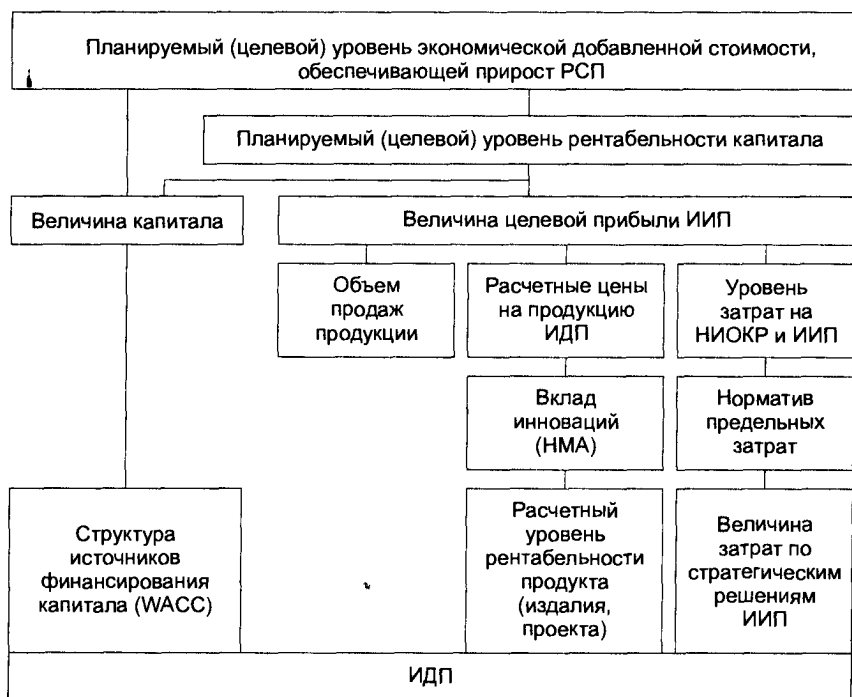 Планируемый (целевой) уровень экономической добавленной стоимости,
обеспечивающей прирост РСП
Планируемый (целевой) уровень рентабельности капитала
Величина капитала
Величина целевой прибыли ИИП
Объем
продаж
продукции
Расчетные цены
на продукцию
ИДП
Уровень
затрат на
НИОКР и ИИП
Вклад
инноваций
(НМА)
Норматив
предельных
затрат
Структура
источников
финансирования
капитала (WACC)
Расчетный
уровень
рентабельности
продукта
(издалия,
проекта)
Величина
затрат по
стратегическим
решениям
ИИП
ИДП